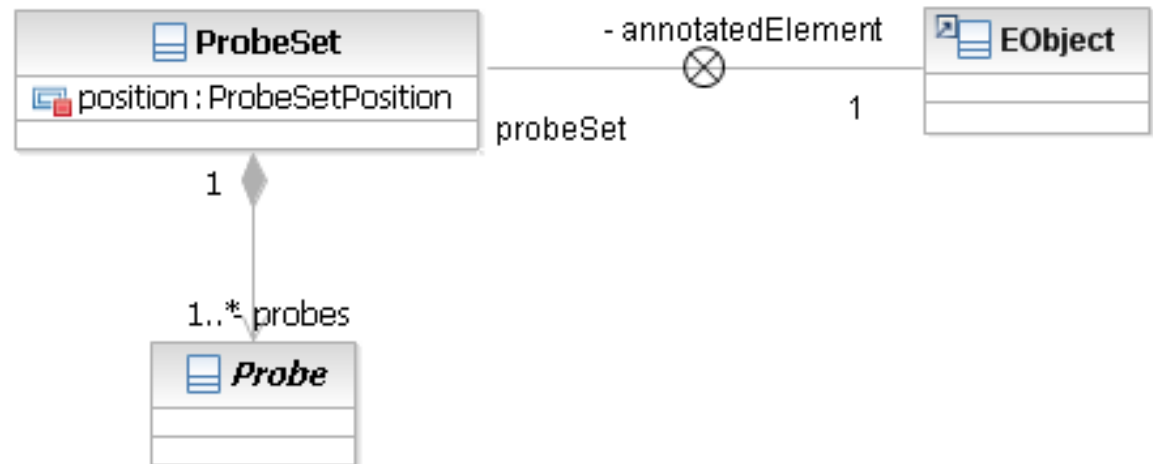 ProbeSet
position : ProbeSetPosition
- annotatedElement
EObject
1
probeSet
1
1..*
- probes
Probe